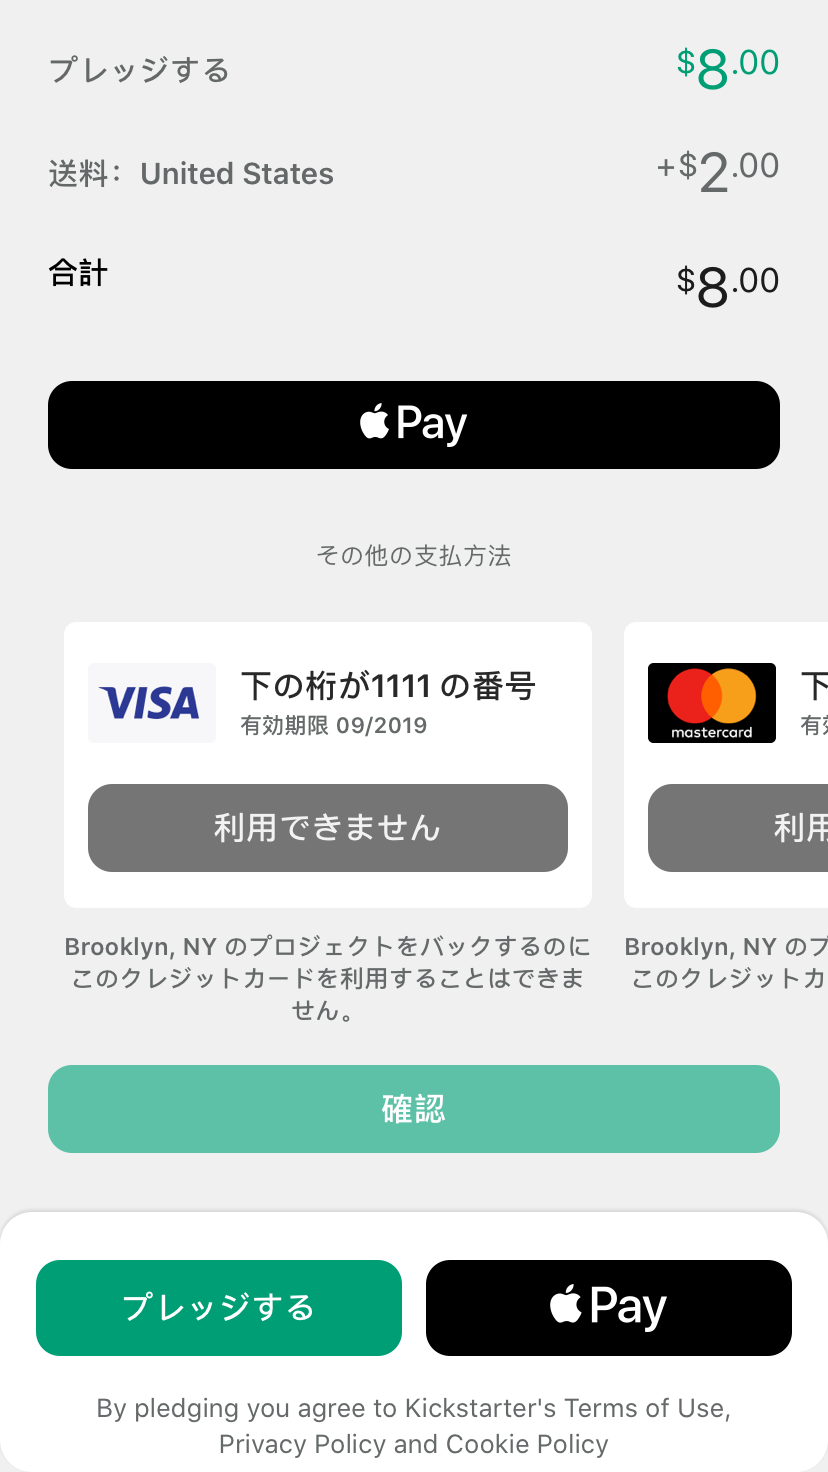 プレッジする $8.00
送料： United States +$2.00
合計 $8.00
Pay
その他の支払方法
VISA 下の桁が1111 の番号
有効期限 09/2019
利用できません
Brooklyn, NY のプロジェクトをバックするのに
このクレジットカードを利用することはできま
せん。
mastercard 下
有効
利用
Brooklyn, NY のプ
このクレジットカ
確認
プレッジする Pay
By pledging you agree to Kickstarter's Terms of Use,
Privacy Policy and Cookie Policy